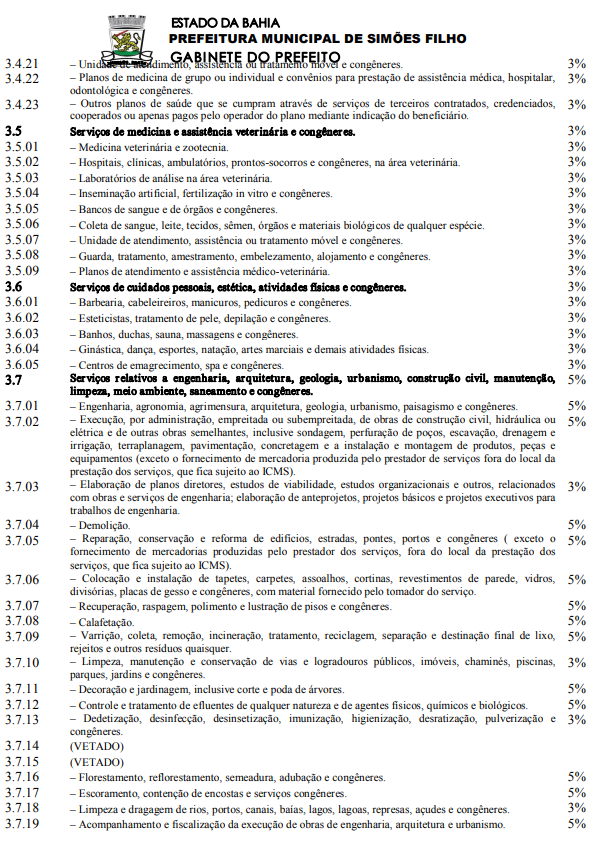 ESTADO DA BAHIA
PREFEITURA MUNICIPAL DE SIMÕES FILHO
GABINETE DO PREFEITO
3.4.21 – Unidade de atendimento, assistência ou tratamento móvel e congêneres. 3%
3.4.22 – Planos de medicina de grupo ou individual e convênios para prestação de assistência médica, hospitalar, 3%
odontológica e congêneres.
3.4.23 – Outros planos de saúde que se cumpram através de serviços de terceiros contratados, credenciados, 3%
cooperados ou apenas pagos pelo operador do plano mediante indicação do beneficiário.
3.5 Serviços de medicina e assistência veterinária e congêneres. 3%
3.5.01 – Medicina veterinária e zootecnia. 3%
3.5.02 – Hospitais, clínicas, ambulatórios, prontos-socorros e congêneres, na área veterinária. 3%
3.5.03 – Laboratórios de análise na área veterinária. 3%
3.5.04 – Inseminação artificial, fertilização in vitro e congêneres. 3%
3.5.05 – Bancos de sangue e de órgãos e congêneres. 3%
3.5.06 – Coleta de sangue, leite, tecidos, sêmen, órgãos e materiais biológicos de qualquer espécie. 3%
3.5.07 – Unidade de atendimento, assistência ou tratamento móvel e congêneres. 3%
3.5.08 – Guarda, tratamento, amestramento, embelezamento, alojamento e congêneres. 3%
3.5.09 – Planos de atendimento e assistência médico-veterinária. 3%
3.6 Serviços de cuidados pessoais, estética, atividades físicas e congêneres. 3%
3.6.01 – Barbearia, cabeleireiros, manicuros, pedicuros e congêneres. 3%
3.6.02 – Esteticistas, tratamento de pele, depilação e congêneres. 3%
3.6.03 – Banhos, duchas, sauna, massagens e congêneres. 3%
3.6.04 – Ginástica, dança, esportes, natação, artes marciais e demais atividades físicas. 3%
3.6.05 – Centros de emagrecimento, spa e congêneres. 3%
3.7 Serviços relativos a engenharia, arquitetura, geologia, urbanismo, construção civil, manutenção, 5%
limpeza, meio ambiente, saneamento e congêneres.
3.7.01 – Engenharia, agronomia, agrimensura, arquitetura, geologia, urbanismo, paisagismo e congêneres. 5%
3.7.02 – Execução, por administração, empreitada ou subempreitada, de obras de construção civil, hidráulica ou 5%
elétrica e de outras obras semelhantes, inclusive sondagem, perfuração de poços, escavação, drenagem e
irrigação, terraplanagem, pavimentação, concretagem e a instalação e montagem de produtos, peças e
equipamentos (exceto o fornecimento de mercadoria produzida pelo prestador de serviços fora do local da
prestação dos serviços, que fica sujeito ao ICMS).
3.7.03 – Elaboração de planos diretores, estudos de viabilidade, estudos organizacionais e outros, relacionados 3%
com obras e serviços de engenharia; elaboração de anteprojetos, projetos básicos e projetos executivos para
trabalhos de engenharia.
3.7.04 – Demolição. 5%
3.7.05 – Reparação, conservação e reforma de edifícios, estradas, pontes, portos e congêneres ( exceto o 5%
fornecimento de mercadorias produzidas pelo prestador dos serviços, fora do local da prestação dos
serviços, que fica sujeito ao ICMS).
3.7.06 – Colocação e instalação de tapetes, carpetes, assoalhos, cortinas, revestimentos de parede, vidros, 5%
divisórias, placas de gesso e congêneres, com material fornecido pelo tomador do serviço.
3.7.07 – Recuperação, raspagem, polimento e lustração de pisos e congêneres. 5%
3.7.08 – Calafetação. 5%
3.7.09 – Varrição, coleta, remoção, incineração, tratamento, reciclagem, separação e destinação final de lixo, 5%
rejeitos e outros resíduos quaisquer.
3.7.10 – Limpeza, manutenção e conservação de vias e logradouros públicos, imóveis, chaminés, piscinas, 3%
parques, jardins e congêneres.
3.7.11 – Decoração e jardinagem, inclusive corte e poda de árvores. 5%
3.7.12 – Controle e tratamento de efluentes de qualquer natureza e de agentes físicos, químicos e biológicos. 5%
3.7.13 – Dedetização, desinfecção, desinsetização, imunização, higienização, desratização, pulverização e 3%
congêneres.
3.7.14 (VETADO)
3.7.15 (VETADO)
3.7.16 – Florestamento, reflorestamento, semeadura, adubação e congêneres. 5%
3.7.17 – Escoramento, contenção de encostas e serviços congêneres. 5%
3.7.18 – Limpeza e dragagem de rios, portos, canais, baías, lagos, lagoas, represas, açudes e congêneres. 3%
3.7.19 – Acompanhamento e fiscalização da execução de obras de engenharia, arquitetura e urbanismo. 5%